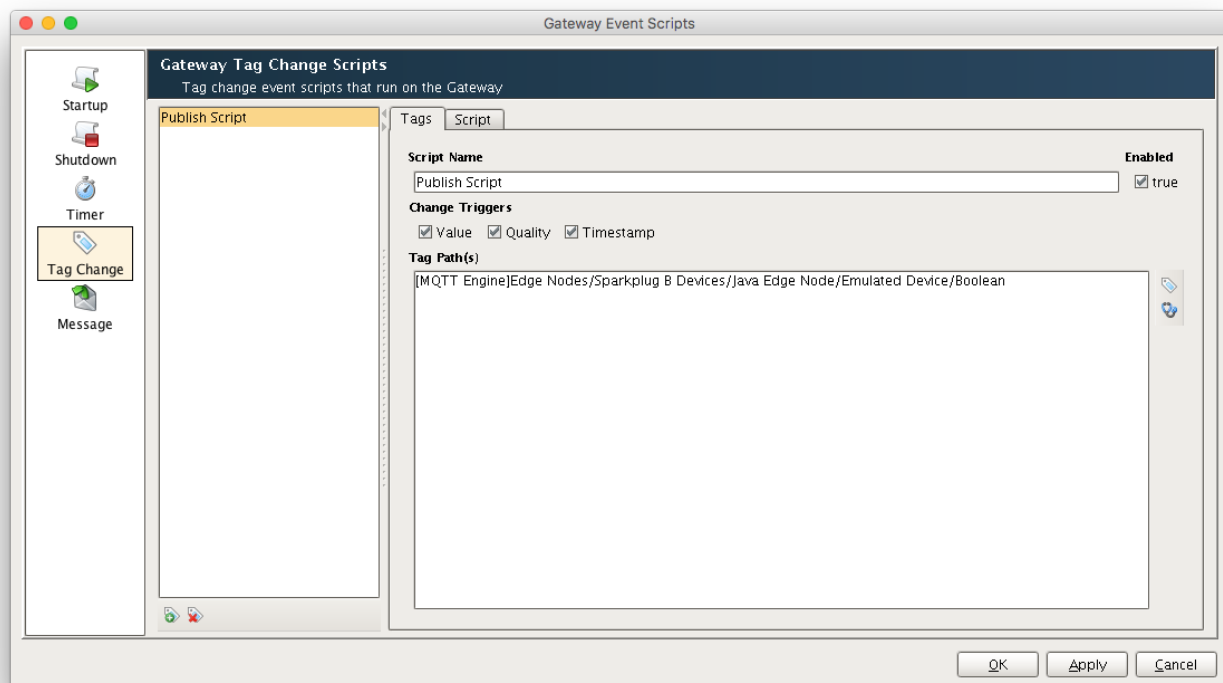 Gateway Event Scripts
Startup
Shutdown
Timer
Tag Change
Message
Gateway Tag Change Scripts
Tag change event scripts that run on the Gateway
Publish Script
Tags
Script
Script Name
Enabled
Publish Script
true
Change Triggers
Value
Quality
Timestamp
Tag Path(s)
[MQTT Engine]Edge Nodes/Sparkplug B Devices/Java Edge Node/Emulated Device/Boolean
OK
Apply
Cancel